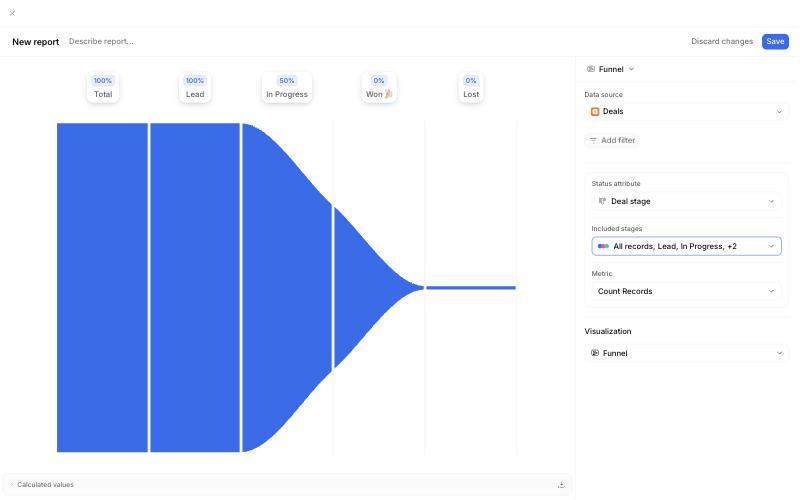 New report Describe report... Discard changes Save
100% 100% 50% 0% 0%
Total Lead In Progress Won 🎉 Lost
Funnel
Data source
Deals
Add filter
Status attribute
Deal stage
Included stages
All records, Lead, In Progress, +2
Metric
Count Records
Visualization
Funnel
Calculated values